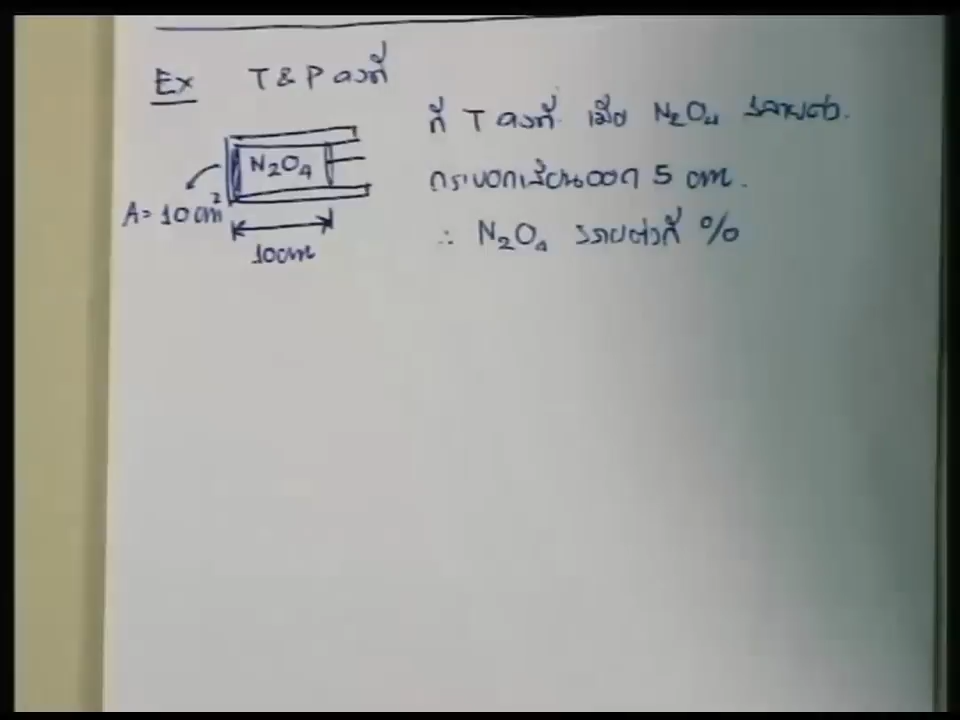 Ex T & P คงที่
ที่ T คงที่ เมื่อ N₂O₄ สลายตัว.
N₂O₄
กระบอกเลื่อนออก 5 cm.
A = 10 cm²
∴ N₂O₄ สลายตัวกี่ %
10cm